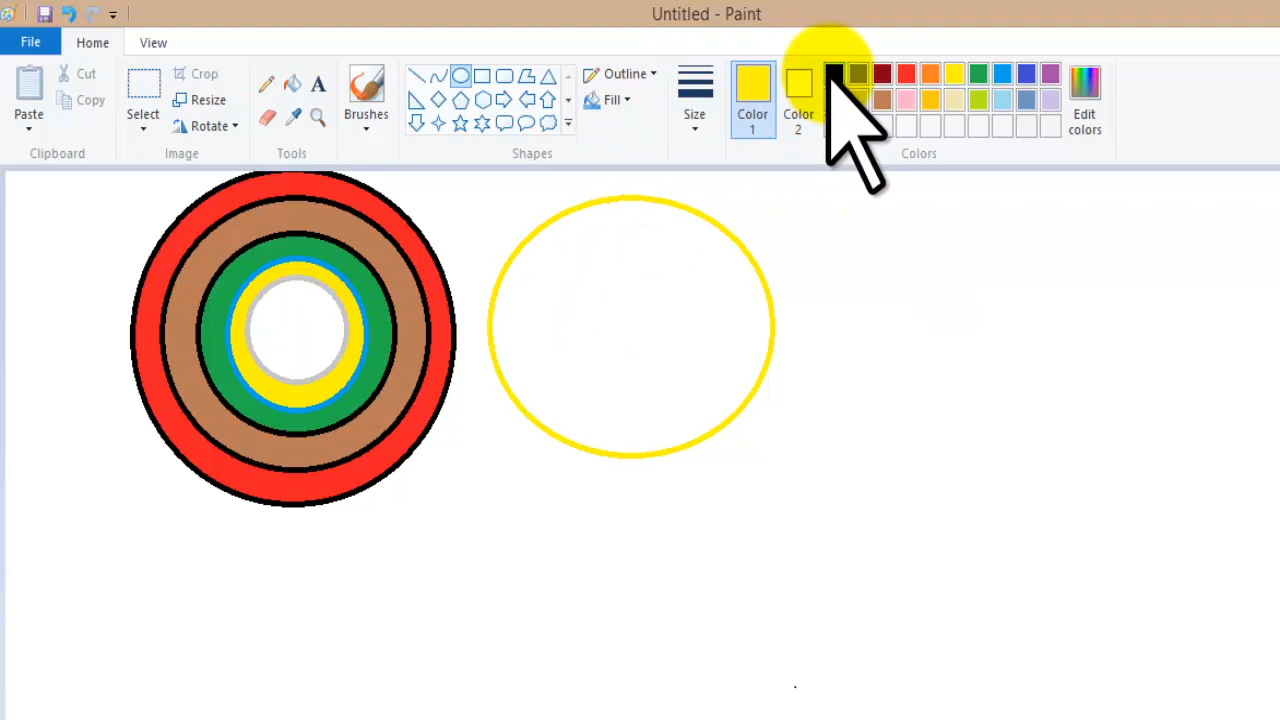 Untitled - Paint
File Home View
Paste
Cut
Copy
Clipboard
Select
Crop
Resize
Rotate
Image
A
Tools
Brushes
Outline
Fill
Shapes
Size
Color 1
Color 2
Edit colors
Colors